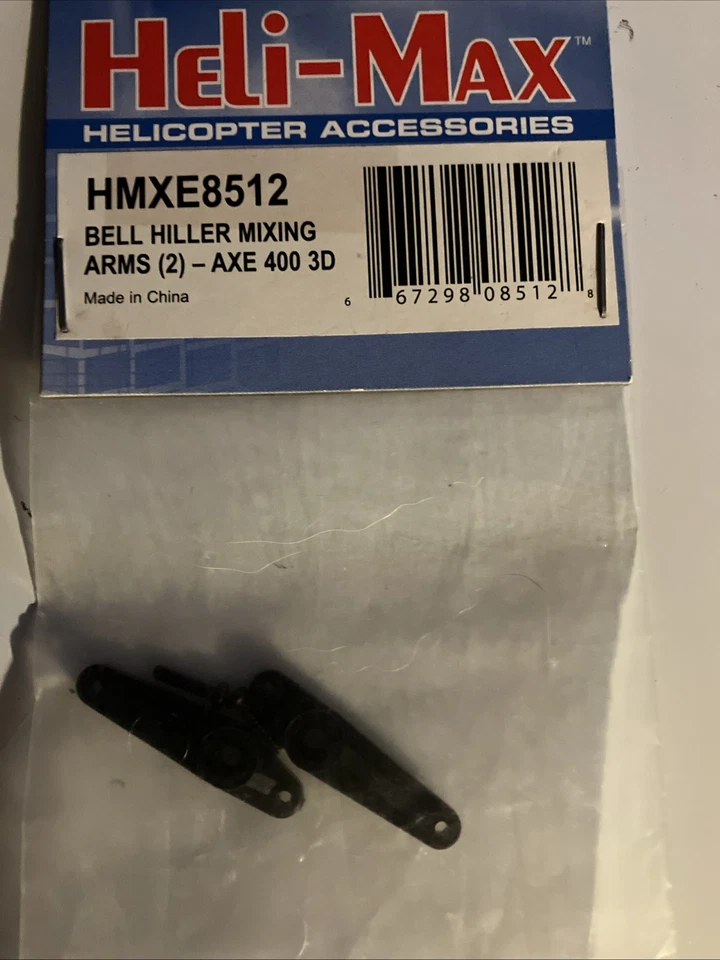 HELI-MAX™
HELICOPTER ACCESSORIES
HMXE8512
BELL HILLER MIXING
ARMS (2) – AXE 400 3D
Made in China
6 67298 08512 8